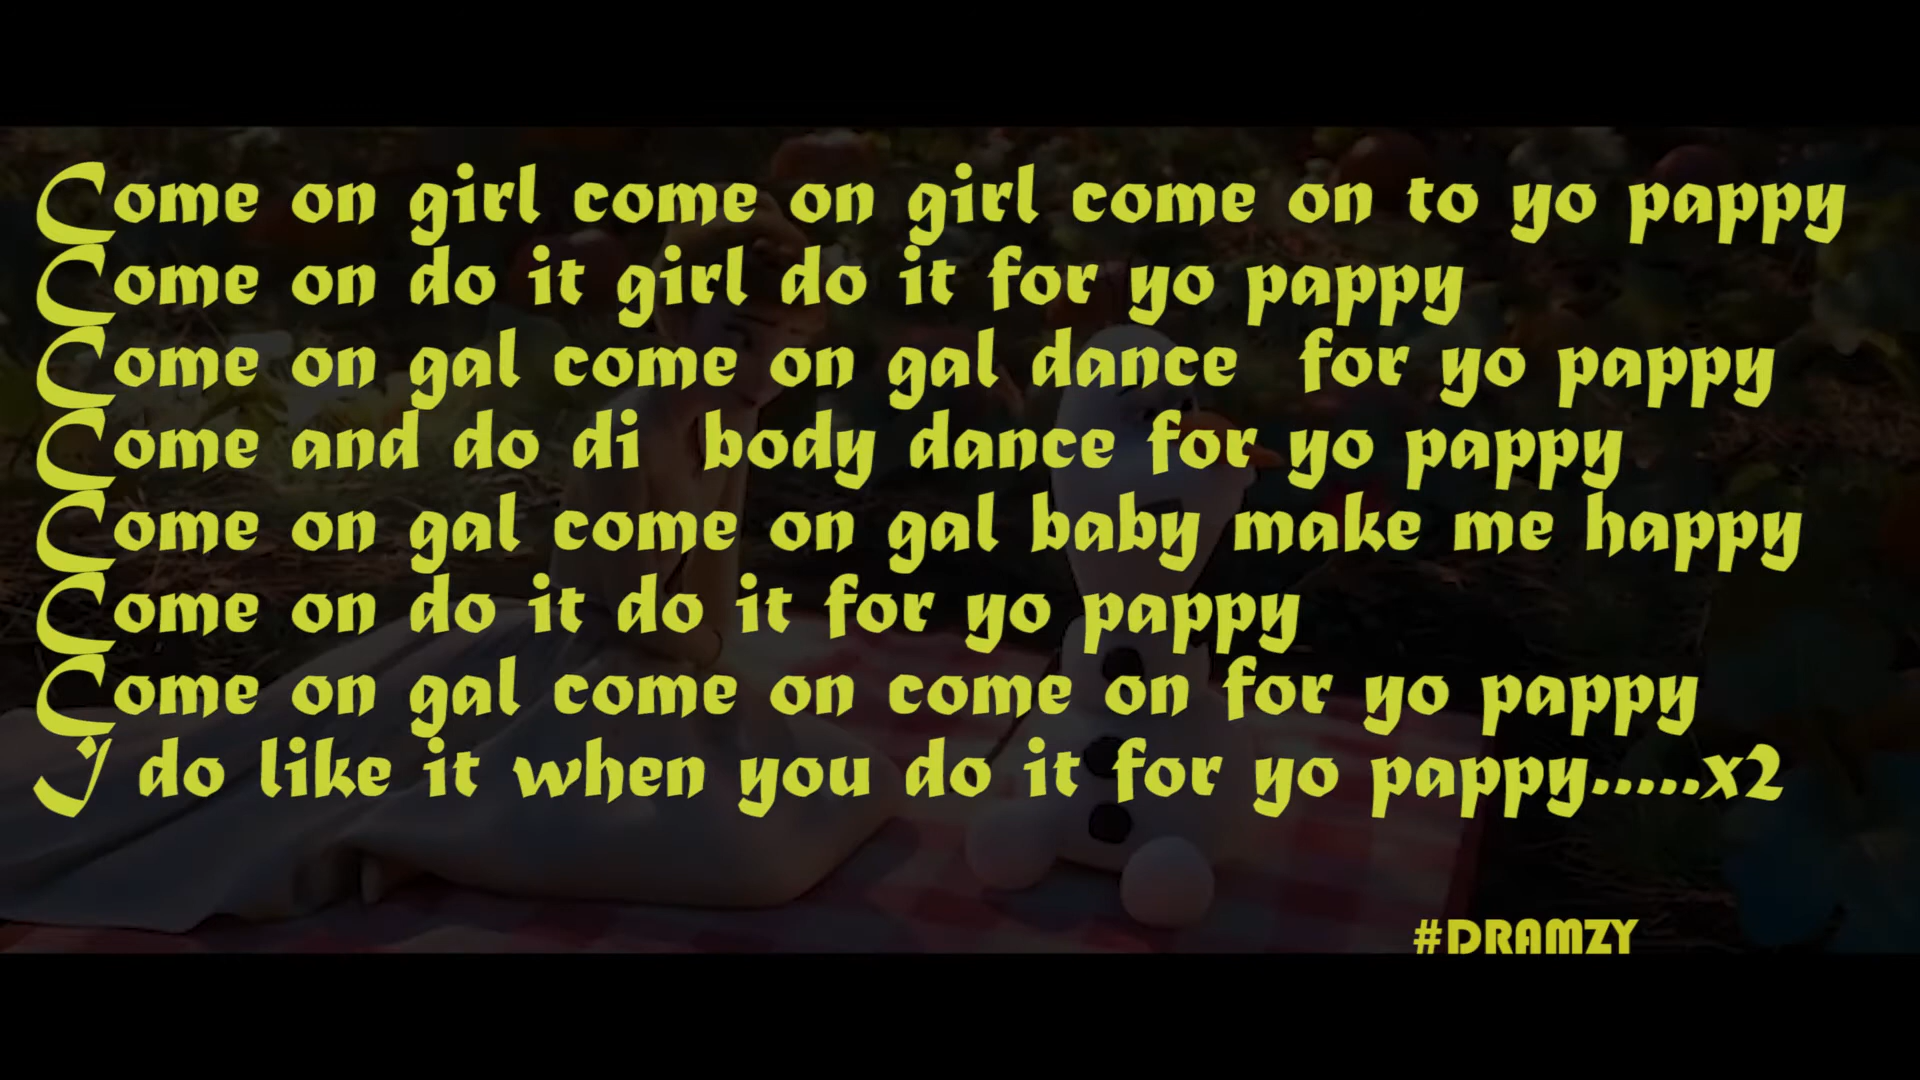 Come on girl come on girl come on to yo pappy
Come on do it girl do it for yo pappy
Come on gal come on gal dance for yo pappy
Come and do di body dance for yo pappy
Come on gal come on gal baby make me happy
Come on do it do it for yo pappy
Come on gal come on come on for yo pappy
I do like it when you do it for yo pappy.....x2
#DRAMZY